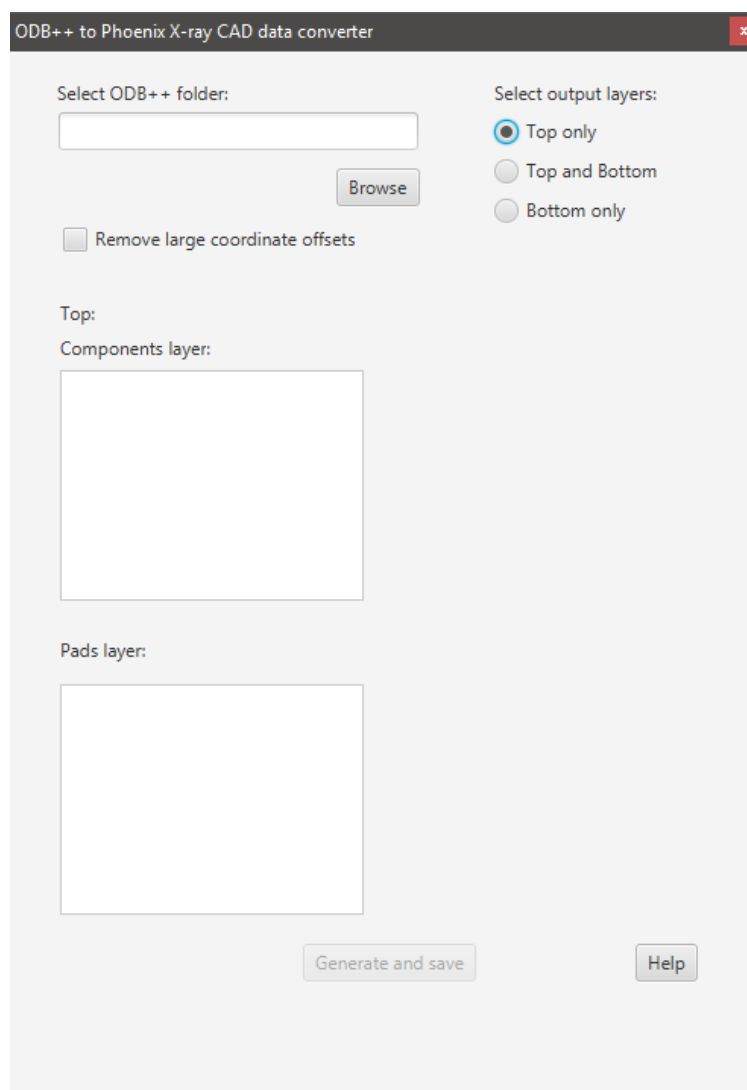 ODB++ to Phoenix X-ray CAD data converter
x
Select ODB++ folder:
Select output layers:
Top only
Browse
Top and Bottom
Bottom only
Remove large coordinate offsets
Top:
Components layer:
Pads layer:
Generate and save
Help